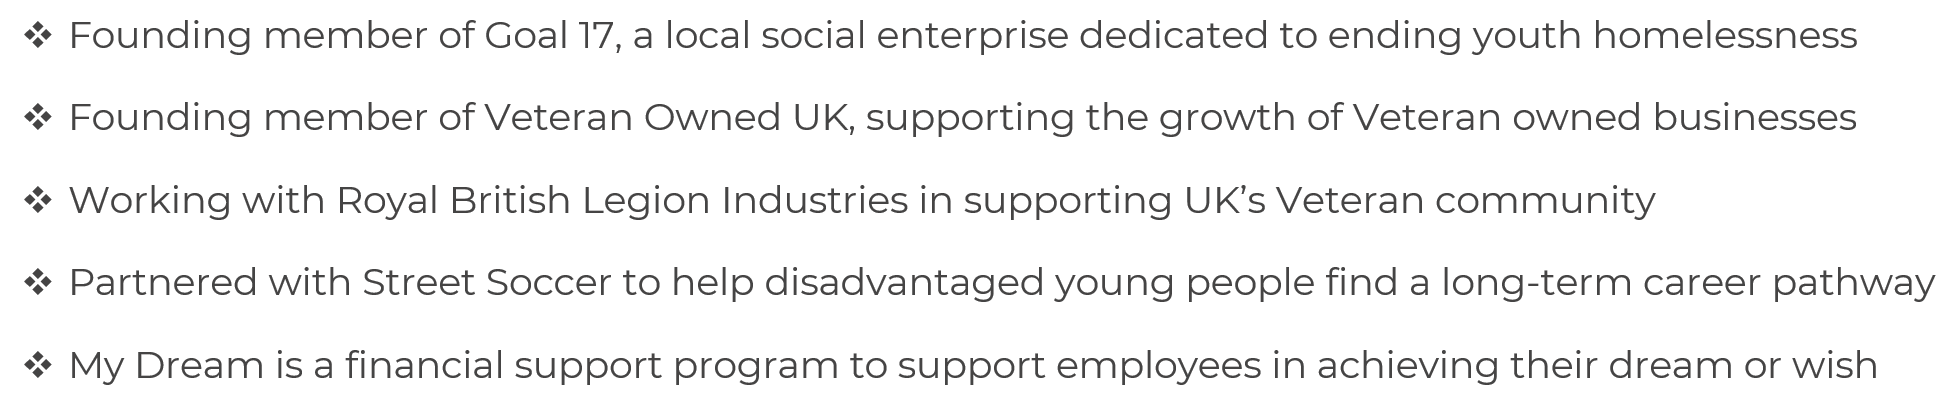 ❖ Founding member of Goal 17, a local social enterprise dedicated to ending youth homelessness
❖ Founding member of Veteran Owned UK, supporting the growth of Veteran owned businesses
❖ Working with Royal British Legion Industries in supporting UK’s Veteran community
❖ Partnered with Street Soccer to help disadvantaged young people find a long-term career pathway
❖ My Dream is a financial support program to support employees in achieving their dream or wish